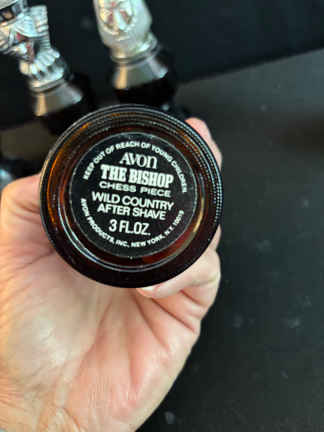 KEEP OUT OF REACH OF YOUNG CHILDREN
AVON
THE BISHOP
CHESS PIECE
WILD COUNTRY
AFTER SHAVE
3 FL.OZ.
AVON PRODUCTS, INC., NEW YORK, N.Y. 10019